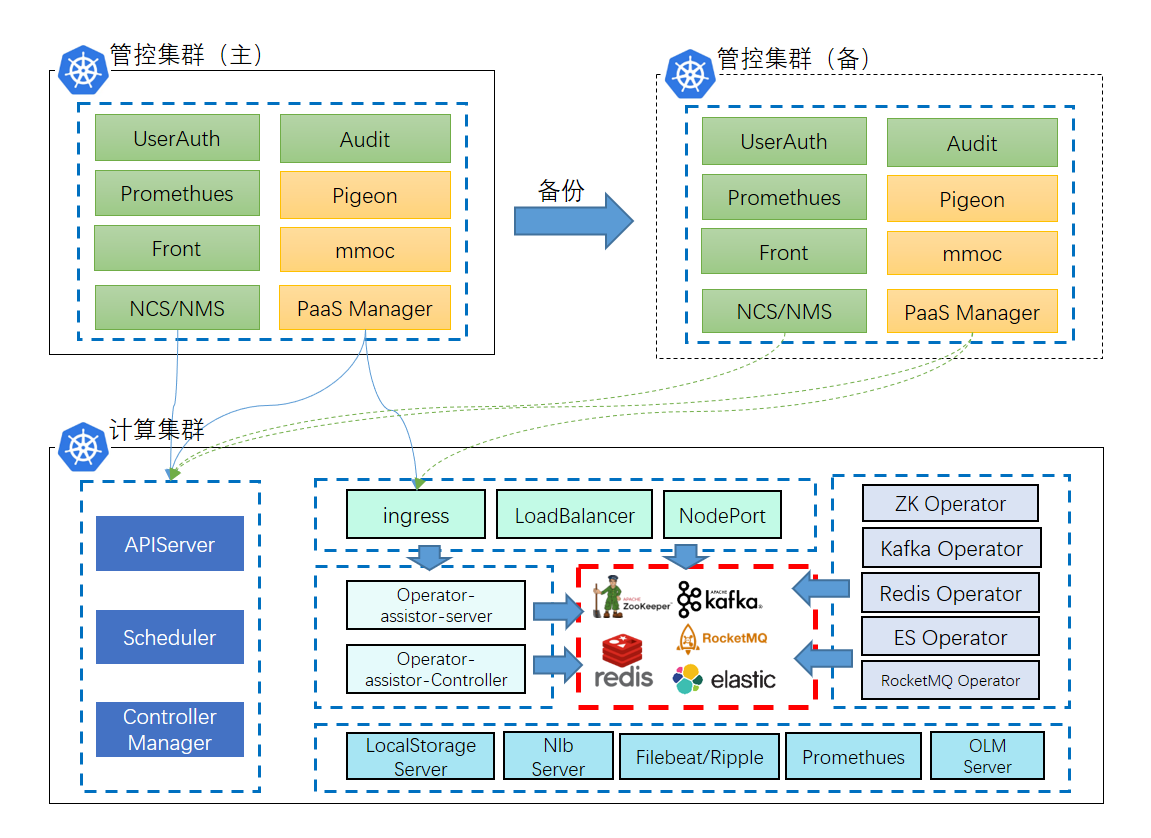 管控集群（主）
UserAuth
Audit
Promethues
Pigeon
Front
mmoc
NCS/NMS
PaaS Manager
备份
管控集群（备）
UserAuth
Audit
Promethues
Pigeon
Front
mmoc
NCS/NMS
PaaS Manager
计算集群
APIServer
Scheduler
Controller
Manager
ingress
LoadBalancer
NodePort
Operator-
assistor-server
Operator-
assistor-Controller
APACHE
ZooKeeper
APACHE
kafka
RocketMQ
redis
elastic
ZK Operator
Kafka Operator
Redis Operator
ES Operator
RocketMQ Operator
LocalStorage
Server
Nlb
Server
Filebeat/Ripple
Promethues
OLM
Server